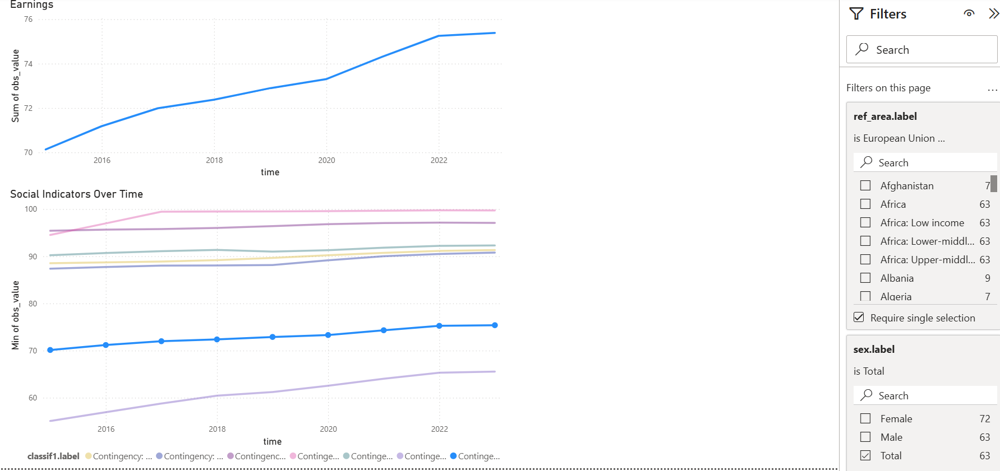 Earnings
76
74
72
70
Sum of obs_value
2016 2018 2020 2022
time
Social Indicators Over Time
100
90
80
70
60
Min of obs_value
2016 2018 2020 2022
time
classif1.label Contingency: ... Contingency: ... Contingenc... Continge... Continge... Continge... Continge...
Filters
Search
Filters on this page ...
ref_area.label
is European Union ...
Search
Afghanistan 7
Africa 63
Africa: Low income 63
Africa: Lower-middl... 63
Africa: Upper-middl... 63
Albania 9
Algeria 7
Require single selection
sex.label
is Total
Search
Female 72
Male 63
Total 63